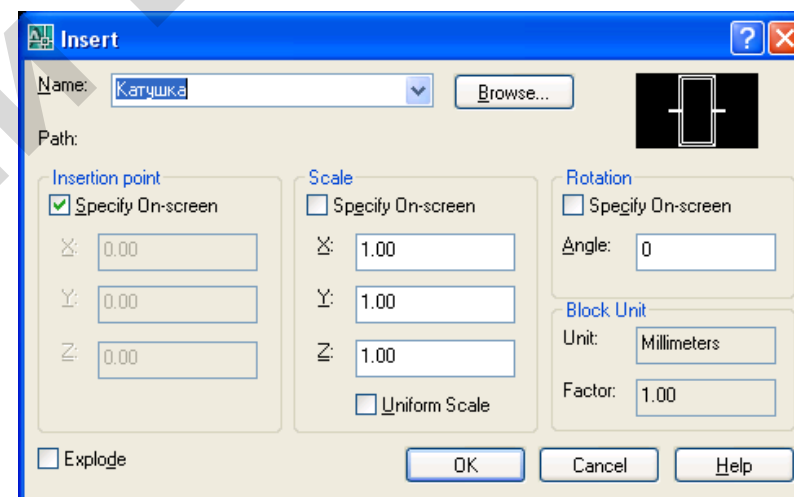 Insert
Name: Катушка Browse...
Path:
Insertion point Scale Rotation
Specify On-screen Specify On-screen Specify On-screen
X: 0.00 X: 1.00 Angle: 0
Y: 0.00 Y: 1.00 Block Unit
Z: 0.00 Z: 1.00 Unit: Millimeters
Uniform Scale Factor: 1.00
Explode OK Cancel Help